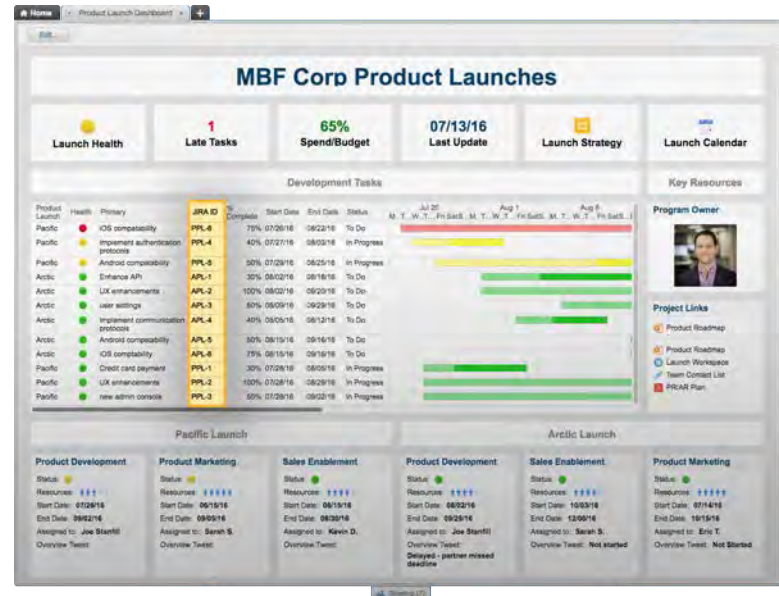 Home
Product Launch Dashboard
Edit...
MBF Corp Product Launches
Launch Health
1
Late Tasks
65%
Spend/Budget
07/13/16
Last Update
Launch Strategy
Launch Calendar
Development Tasks
Key Resources
Product Launch Health Primary JIRA ID % Complete Start Date End Date Status
Jul 25 Aug 1 Aug 8
Pacific iOS compatability PPL-6 75% 07/26/16 08/22/16 To Do
Pacific Implement authentication protocols PPL-4 40% 07/27/16 08/03/16 In Progress
Pacific Android compatability PPL-5 50% 07/29/16 08/25/16 In Progress
Arctic Enhance API APL-1 30% 08/02/16 08/18/16 To Do
Arctic UX enhancements APL-2 100% 08/02/16 09/20/16 To Do
Arctic user settings APL-3 50% 08/09/16 09/29/16 To Do
Arctic Implement communication protocols APL-4 40% 08/05/16 08/12/16 To Do
Arctic Android compatability APL-5 50% 08/15/16 09/16/16 To Do
Arctic iOS comptability APL-6 75% 08/15/16 09/16/16 To Do
Pacific Credit card payment PPL-1 30% 07/28/16 08/05/16 In Progress
Pacific UX enhancements PPL-2 100% 07/28/16 08/29/16 In Progress
Pacific new admin console PPL-3 50% 07/28/16 09/02/16 In Progress
Program Owner
Project Links
Product Roadmap
Product Roadmap
Launch Workspace
Team Contact List
PR/AR Plan
Pacific Launch
Arctic Launch
Product Development
Status:
Resources:
Start Date: 07/26/16
End Date: 09/02/16
Assigned to: Joe Stanfill
Overview Tweet:
Product Marketing
Status:
Resources:
Start Date: 06/15/16
End Date: 09/05/16
Assigned to: Sarah S.
Overview Tweet:
Sales Enablement
Status:
Resources:
Start Date: 06/15/16
End Date: 08/30/16
Assigned to: Kevin D.
Overview Tweet:
Product Development
Status:
Resources:
Start Date: 08/02/16
End Date: 09/29/16
Assigned to: Joe Stanfill
Overview Tweet:
Delayed - partner missed
deadline
Sales Enablement
Status:
Resources:
Start Date: 10/03/16
End Date: 12/06/16
Assigned to: Sarah S.
Overview Tweet: Not started
Product Marketing
Status:
Resources:
Start Date: 07/14/16
End Date: 10/15/16
Assigned to: Eric T.
Overview Tweet: Not Started